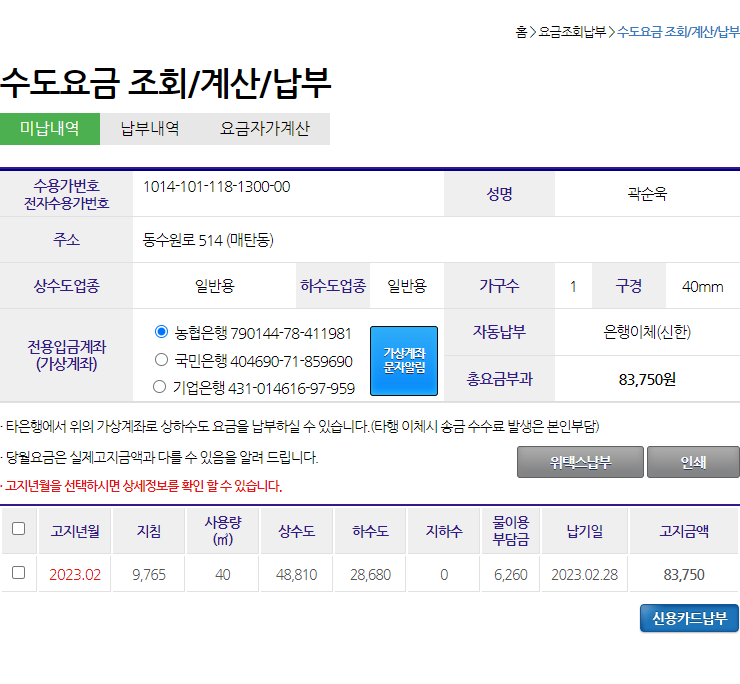 홈 > 요금조회납부 > 수도요금 조회/계산/납부
수도요금 조회/계산/납부
미납내역 납부내역 요금자가계산
수용가번호
전자수용가번호
1014-101-118-1300-00
성명 곽순욱
주소 동수원로 514 (매탄동)
상수도업종 일반용 하수도업종 일반용 가구수 1 구경 40mm
전용입금계좌
(가상계좌)
농협은행 790144-78-411981
국민은행 404690-71-859690
기업은행 431-014616-97-959
가상계좌
문자알림
자동납부 은행이체(신한)
총요금부과 83,750원
· 타은행에서 위의 가상계좌로 상하수도 요금을 납부하실 수 있습니다.(타행 이체시 송금 수수료 발생은 본인부담)
· 당월요금은 실제고지금액과 다를 수 있음을 알려 드립니다.
· 고지년월을 선택하시면 상세정보를 확인 할 수 있습니다.
위택스납부 인쇄
고지년월 지침 사용량 (㎥) 상수도 하수도 지하수 물이용 부담금 납기일 고지금액
2023.02 9,765 40 48,810 28,680 0 6,260 2023.02.28 83,750
신용카드납부